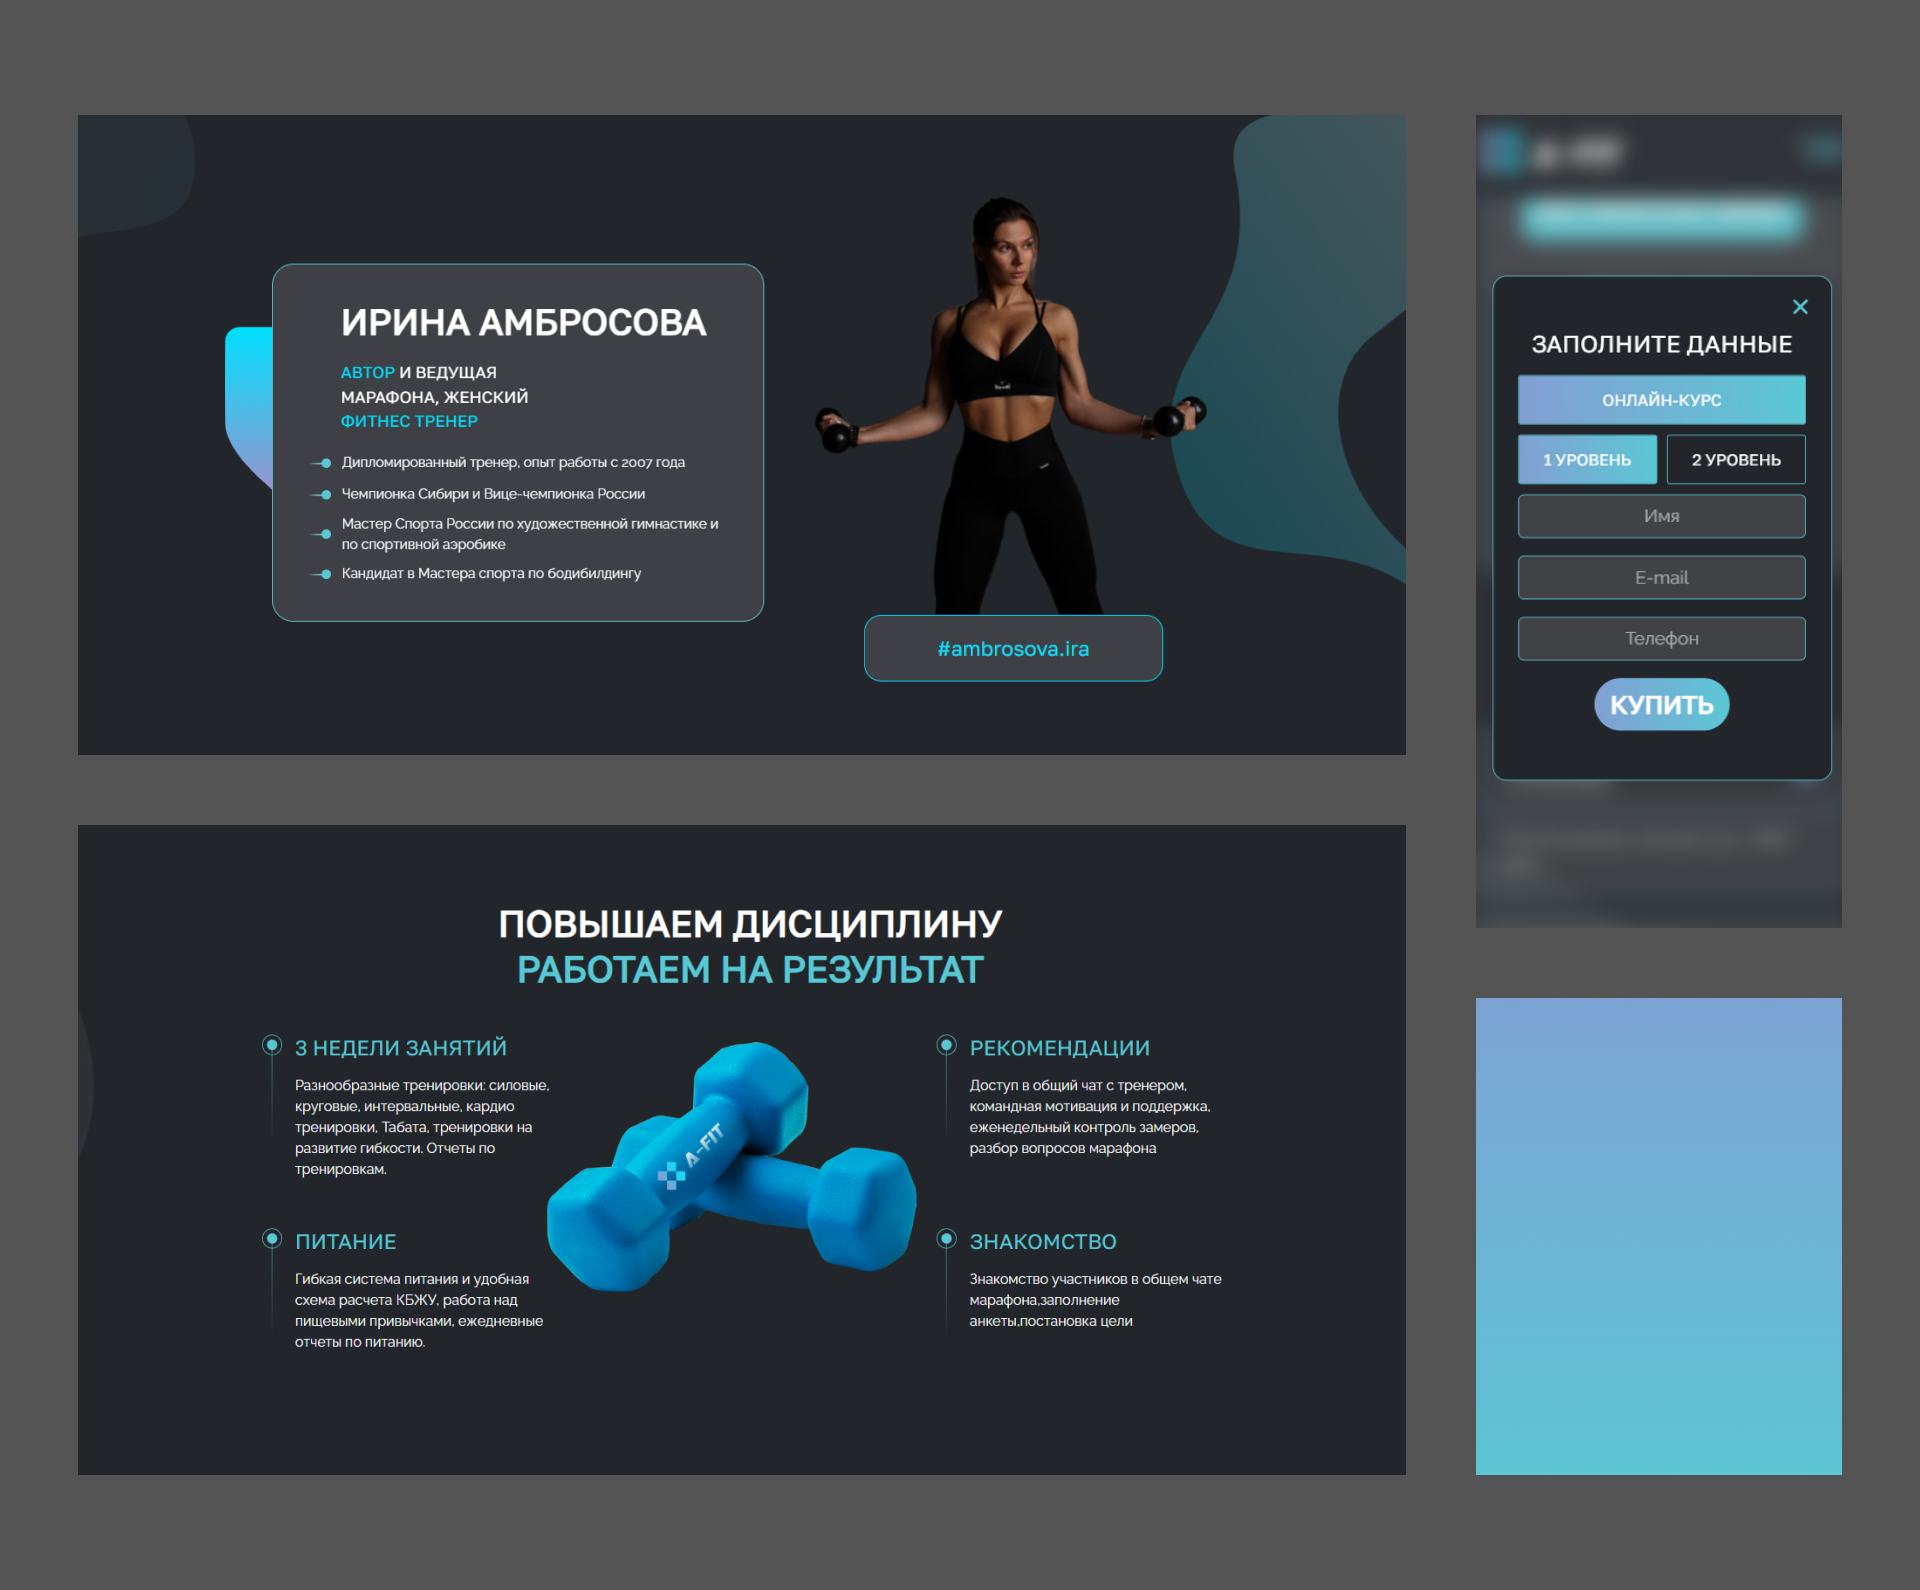 ИРИНА АМБРОСОВА
АВТОР И ВЕДУЩАЯ
МАРАФОНА, ЖЕНСКИЙ
ФИТНЕС ТРЕНЕР
Дипломированный тренер, опыт работы с 2007 года
Чемпионка Сибири и Вице-чемпионка России
Мастер Спорта России по художественной гимнастике и
по спортивной аэробике
Кандидат в Мастера спорта по бодибилдингу
#ambrosova.ira
ЗАПОЛНИТЕ ДАННЫЕ
ОНЛАЙН-КУРС
1 УРОВЕНЬ
2 УРОВЕНЬ
Имя
E-mail
Телефон
КУПИТЬ
ПОВЫШАЕМ ДИСЦИПЛИНУ
РАБОТАЕМ НА РЕЗУЛЬТАТ
3 НЕДЕЛИ ЗАНЯТИЙ
Разнообразные тренировки: силовые,
круговые, интервальные, кардио
тренировки, Табата, тренировки на
развитие гибкости. Отчеты по
тренировкам.
ПИТАНИЕ
Гибкая система питания и удобная
схема расчета КБЖУ, работа над
пищевыми привычками, ежедневные
отчеты по питанию.
A-FIT
РЕКОМЕНДАЦИИ
Доступ в общий чат с тренером,
командная мотивация и поддержка,
еженедельный контроль замеров,
разбор вопросов марафона
ЗНАКОМСТВО
Знакомство участников в общем чате
марафона,заполнение
анкеты,постановка цели